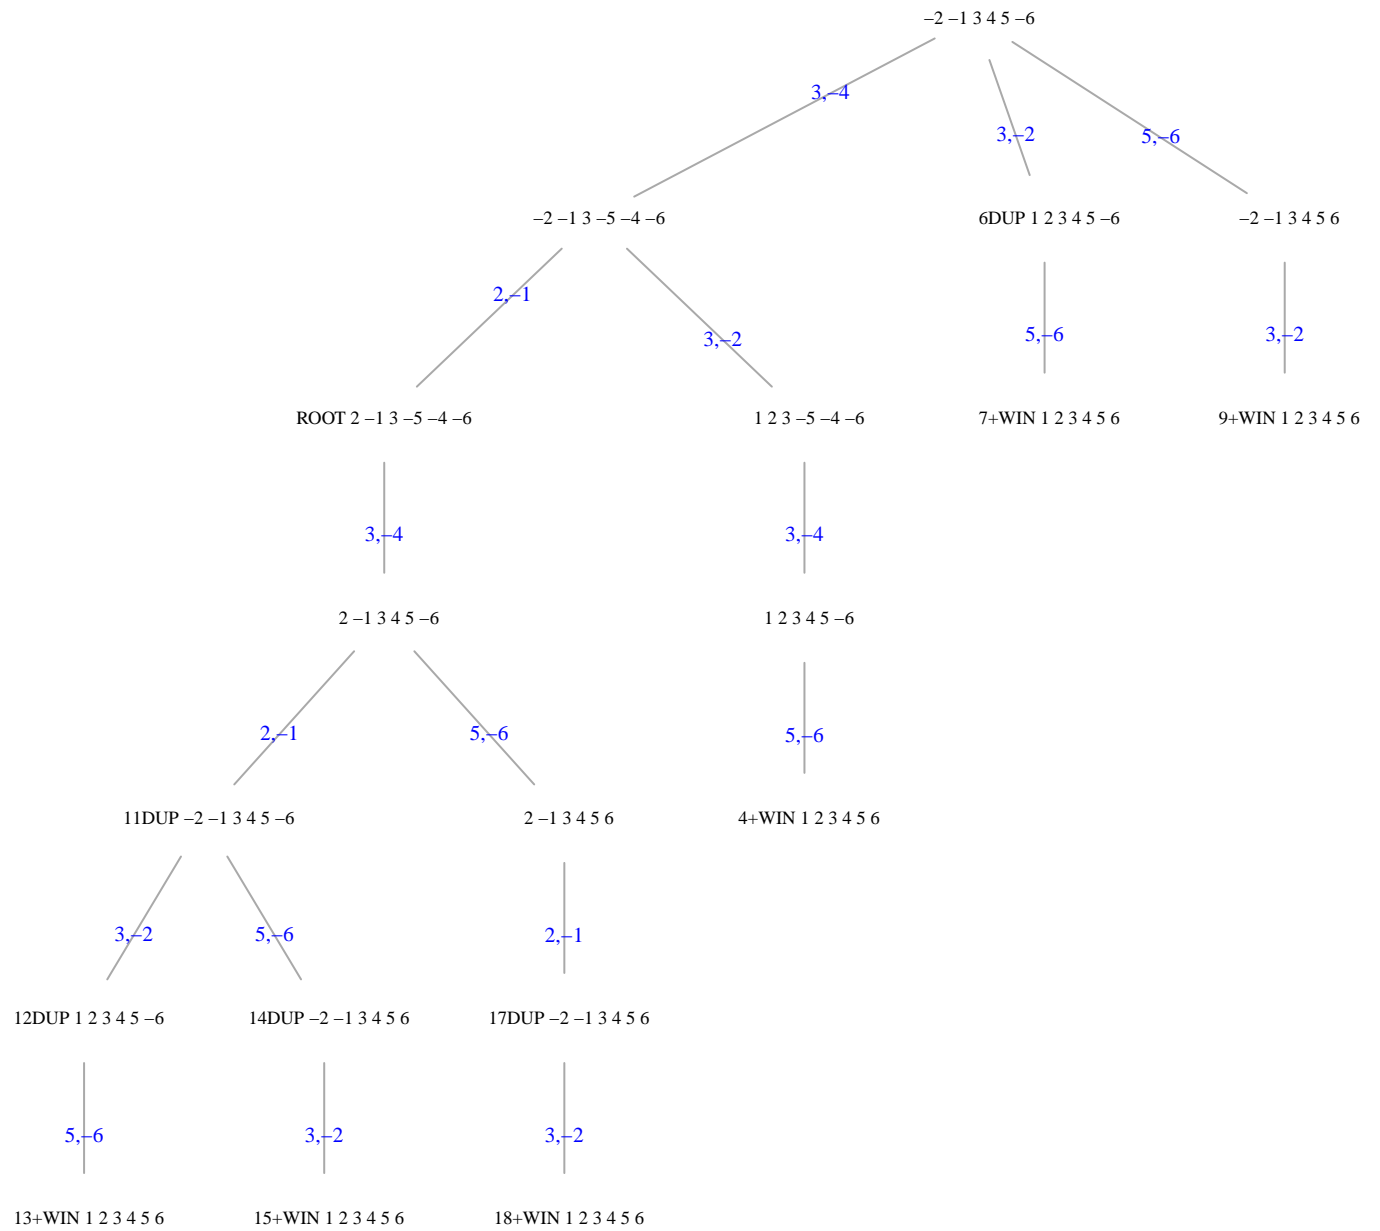 –2 –1 3 4 5 –6
3,–4
3,–2
5,–6
–2 –1 3 –5 –4 –6
6DUP 1 2 3 4 5 –6
–2 –1 3 4 5 6
2,–1
3,–2
5,–6
3,–2
ROOT 2 –1 3 –5 –4 –6
1 2 3 –5 –4 –6
7+WIN 1 2 3 4 5 6
9+WIN 1 2 3 4 5 6
3,–4
3,–4
2 –1 3 4 5 –6
1 2 3 4 5 –6
2,–1
5,–6
5,–6
11DUP –2 –1 3 4 5 –6
2 –1 3 4 5 6
4+WIN 1 2 3 4 5 6
3,–2
5,–6
2,–1
12DUP 1 2 3 4 5 –6
14DUP –2 –1 3 4 5 6
17DUP –2 –1 3 4 5 6
5,–6
3,–2
3,–2
13+WIN 1 2 3 4 5 6
15+WIN 1 2 3 4 5 6
18+WIN 1 2 3 4 5 6